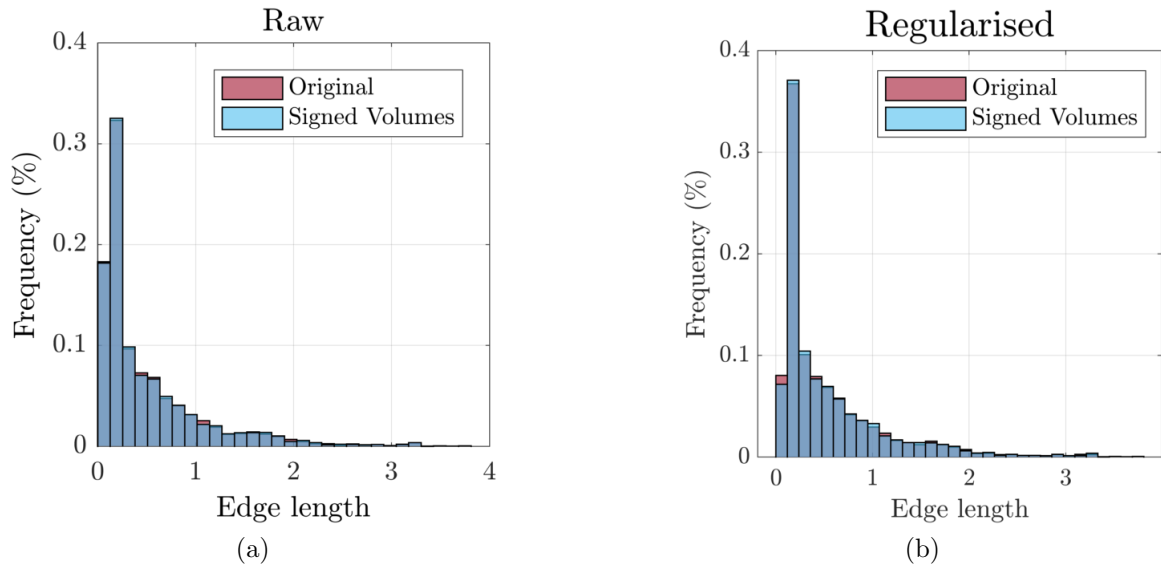 Raw
0.4
0.3
0.2
0.1
0
Frequency (%)
Original
Signed Volumes
0 1 2 3 4
Edge length
(a)
Regularised
0.4
0.3
0.2
0.1
0
Frequency (%)
Original
Signed Volumes
0 1 2 3
Edge length
(b)